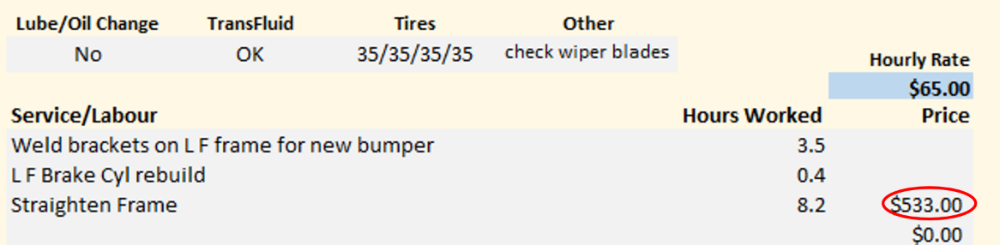 Lube/Oil Change TransFluid Tires Other
No OK 35/35/35/35 check wiper blades
Hourly Rate
$65.00
Service/Labour Hours Worked Price
Weld brackets on L F frame for new bumper 3.5
L F Brake Cyl rebuild 0.4
Straighten Frame 8.2 $533.00
$0.00